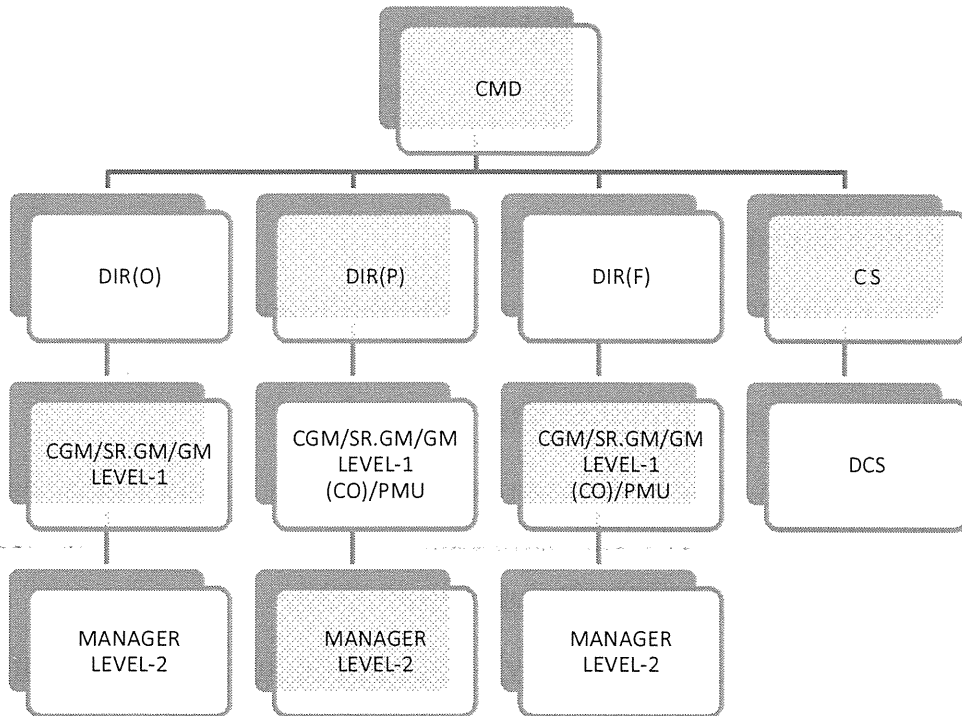 CMD
DIR(O)
DIR(P)
DIR(F)
C S
CGM/SR.GM/GM
LEVEL-1
CGM/SR.GM/GM
LEVEL-1
(CO)/PMU
CGM/SR.GM/GM
LEVEL-1
(CO)/PMU
DCS
MANAGER
LEVEL-2
MANAGER
LEVEL-2
MANAGER
LEVEL-2